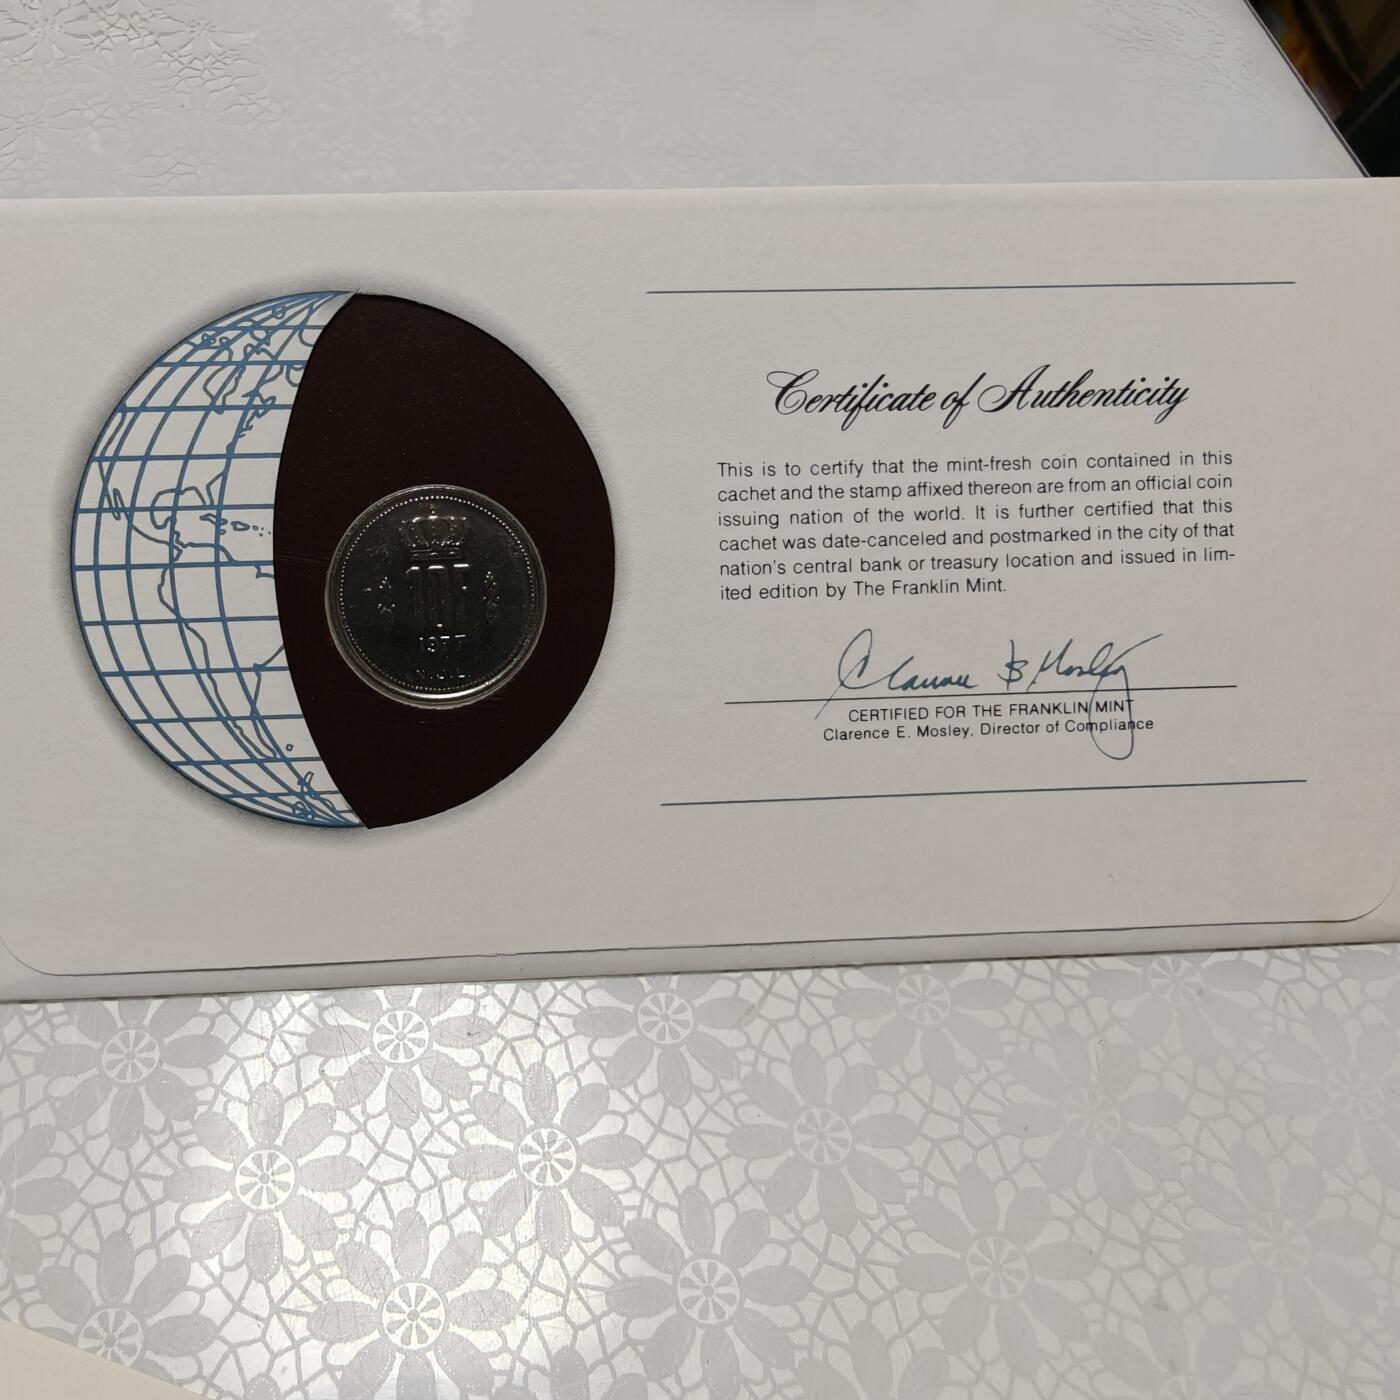 Certificate of Authenticity
This is to certify that the mint-fresh coin contained in this
cachet and the stamp affixed thereon are from an official coin
issuing nation of the world. It is further certified that this
cachet was date-canceled and postmarked in the city of that
nation's central bank or treasury location and issued in lim-
ited edition by The Franklin Mint.
CERTIFIED FOR THE FRANKLIN MINT
Clarence E. Mosley, Director of Compliance
10F
1977